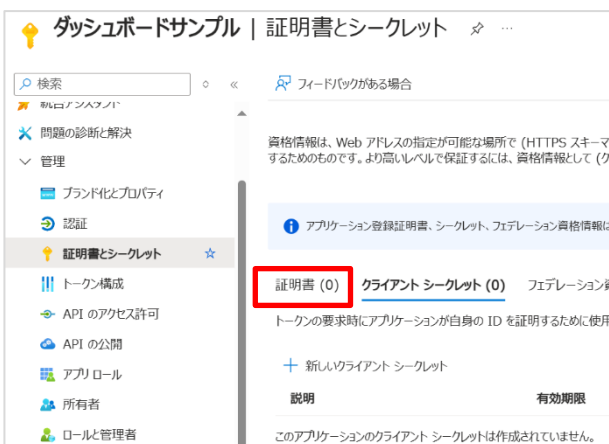 ダッシュボードサンプル | 証明書とシークレット
検索
フィードバックがある場合
統合アシスタント
問題の診断と解決
管理
ブランド化とプロパティ
認証
証明書とシークレット
トークン構成
API のアクセス許可
API の公開
アプリ ロール
所有者
ロールと管理者
資格情報は、Web アドレスの指定が可能な場所で (HTTPS スキーマ
するためのものです。より高いレベルで保証するには、資格情報として (ク
アプリケーション登録証明書、シークレット、フェデレーション資格情報は
証明書 (0) クライアント シークレット (0) フェデレーション資
トークンの要求時にアプリケーションが自身の ID を証明するために使用
新しいクライアント シークレット
説明 有効期限
このアプリケーションのクライアント シークレットは作成されていません。